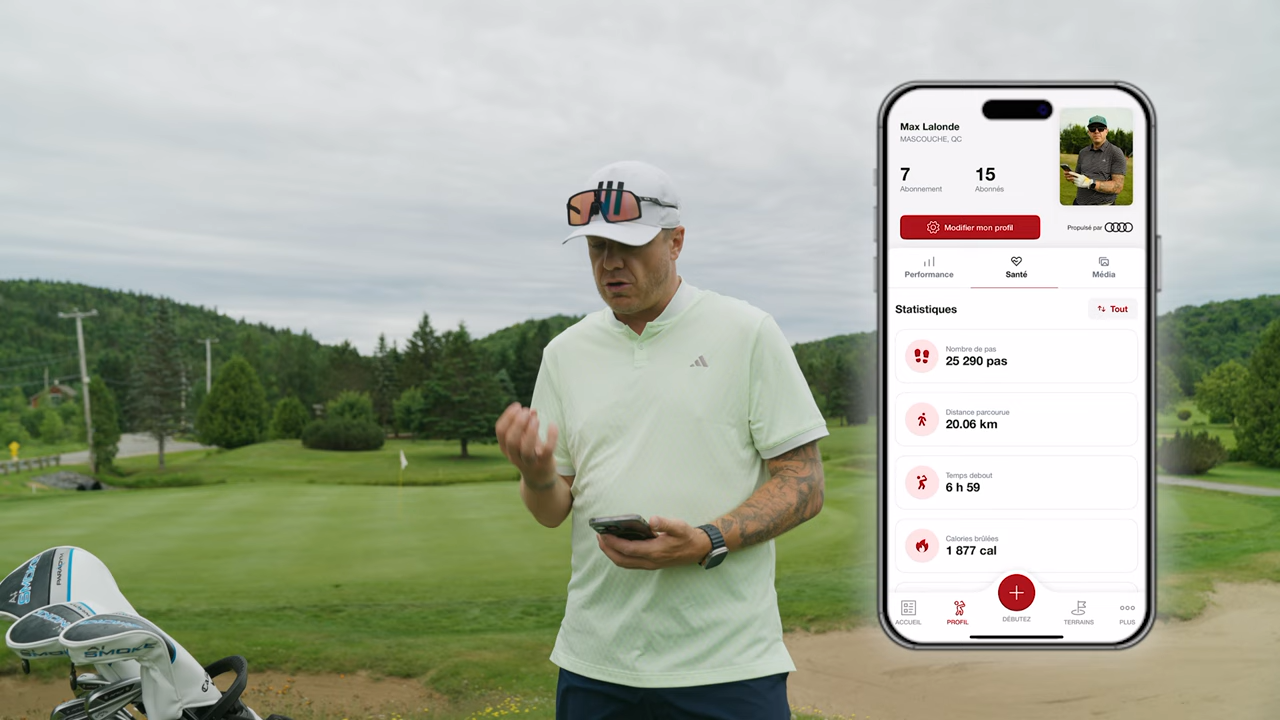 Max Lalonde
MASCOUCHE, QC
7
Abonnement
15
Abonnés
Modifier mon profil
Propulsé par
Performance
Santé
Média
Statistiques
Tout
Nombre de pas
25 290 pas
Distance parcourue
20.06 km
Temps debout
6 h 59
Calories brûlées
1 877 cal
ACCUEIL
PROFIL
DÉBUTEZ
TERRAINS
PLUS
PARADYM
SMOKE
SMOKE